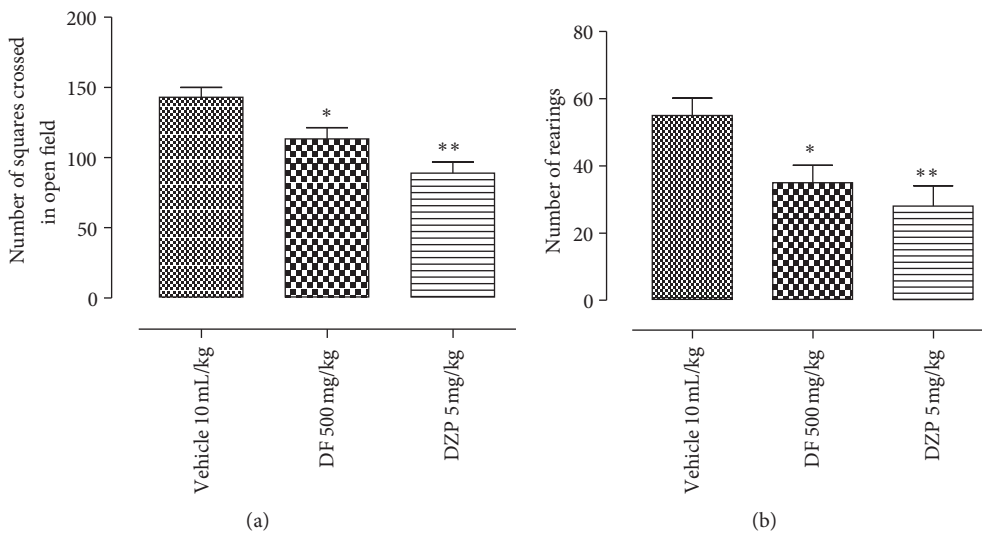 Number of squares crossed
in open field
200
150
100
50
0
*
**
Vehicle 10 mL/kg
DF 500 mg/kg
DZP 5 mg/kg
(a)
Number of rearings
80
60
40
20
0
*
**
Vehicle 10 mL/kg
DF 500 mg/kg
DZP 5 mg/kg
(b)